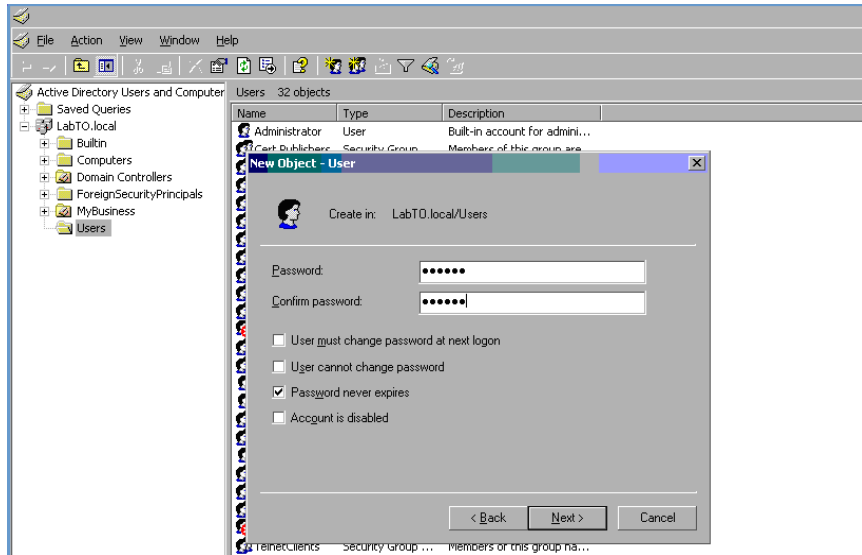 File Action View Window Help
Active Directory Users and Computer
Saved Queries
LabTO.local
Builtin
Computers
Domain Controllers
ForeignSecurityPrincipals
MyBusiness
Users
Users 32 objects
Name Type Description
Administrator User Built-in account for admini...
Cert Publishers Security Group Members of this group are
New Object - User
Create in: LabTO.local/Users
Password: ●●●●●●
Confirm password: ●●●●●●
User must change password at next logon
User cannot change password
Password never expires
Account is disabled
< Back Next > Cancel
TelnetClients Security Group ... Members of this group ha...